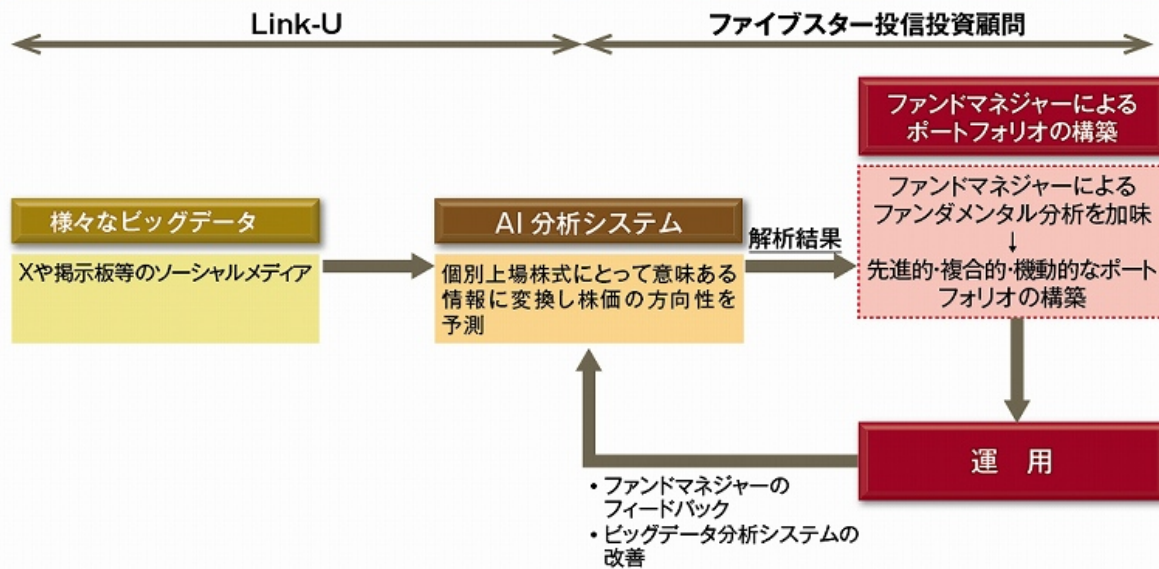 Link-U
ファイブスター投信投資顧問
ファンドマネジャーによる
ポートフォリオの構築
様々なビッグデータ
Xや掲示板等のソーシャルメディア
AI 分析システム
個別上場株式にとって意味ある
情報に変換し株価の方向性を
予測
解析結果
ファンドマネジャーによる
ファンダメンタル分析を加味
↓
先進的・複合的・機動的なポート
フォリオの構築
運 用
・ファンドマネジャーの
フィードバック
・ビッグデータ分析システムの
改善